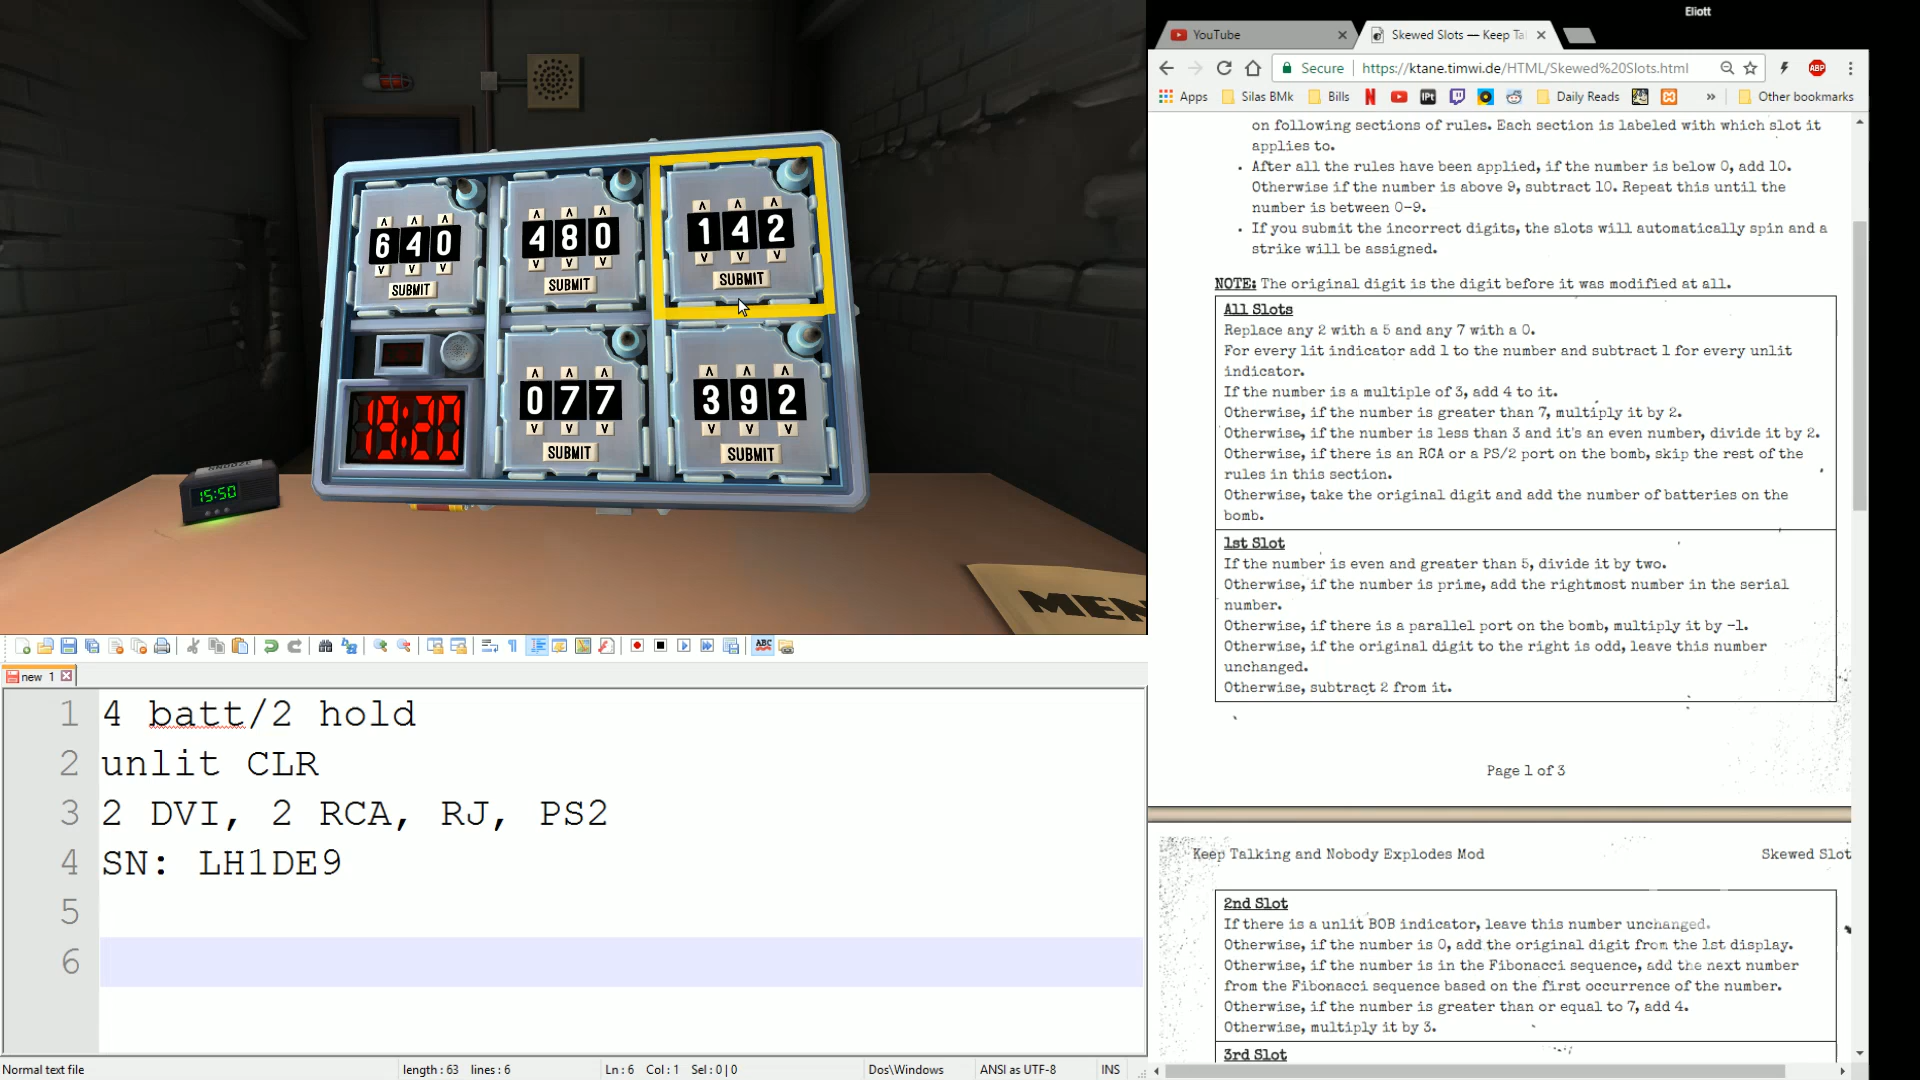 Eliott
YouTube
Skewed Slots — Keep Ta
Secure
https://ktane.timwi.de/HTML/Skewed%20Slots.html
ABP
Apps
Silas BMk
Bills
IPt
Daily Reads
»
Other bookmarks
on following sections of rules. Each section is labeled with which slot it
applies to.
• After all the rules have been applied, if the number is below 0, add 10.
Otherwise if the number is above 9, subtract 10. Repeat this until the
number is between 0-9.
• If you submit the incorrect digits, the slots will automatically spin and a
strike will be assigned.
NOTE: The original digit is the digit before it was modified at all.
All Slots
Replace any 2 with a 5 and any 7 with a 0.
For every lit indicator add 1 to the number and subtract 1 for every unlit
indicator.
If the number is a multiple of 3, add 4 to it.
Otherwise, if the number is greater than 7, multiply it by 2.
Otherwise, if the number is less than 3 and it's an even number, divide it by 2.
Otherwise, if there is an RCA or a PS/2 port on the bomb, skip the rest of the
rules in this section.
Otherwise, take the original digit and add the number of batteries on the
bomb.
1st Slot
If the number is even and greater than 5, divide it by two.
Otherwise, if the number is prime, add the rightmost number in the serial
number.
Otherwise, if there is a parallel port on the bomb, multiply it by -1.
Otherwise, if the original digit to the right is odd, leave this number
unchanged.
Otherwise, subtract 2 from it.
Page 1 of 3
Keep Talking and Nobody Explodes Mod
Skewed Slot
2nd Slot
If there is a unlit BOB indicator, leave this number unchanged.
Otherwise, if the number is 0, add the original digit from the 1st display.
Otherwise, if the number is in the Fibonacci sequence, add the next number
from the Fibonacci sequence based on the first occurrence of the number.
Otherwise, if the number is greater than or equal to 7, add 4.
Otherwise, multiply it by 3.
3rd Slot
6 4 0
SUBMIT
4 8 0
SUBMIT
1 4 2
SUBMIT
19:20
0 7 7
SUBMIT
3 9 2
SUBMIT
SNOOZE
15:50
MEN
ABC
new 1
1 4 batt/2 hold
2 unlit CLR
3 2 DVI, 2 RCA, RJ, PS2
4 SN: LH1DE9
5
6
Normal text file
length : 63 lines : 6
Ln : 6 Col : 1 Sel : 0 | 0
Dos\Windows
ANSI as UTF-8
INS